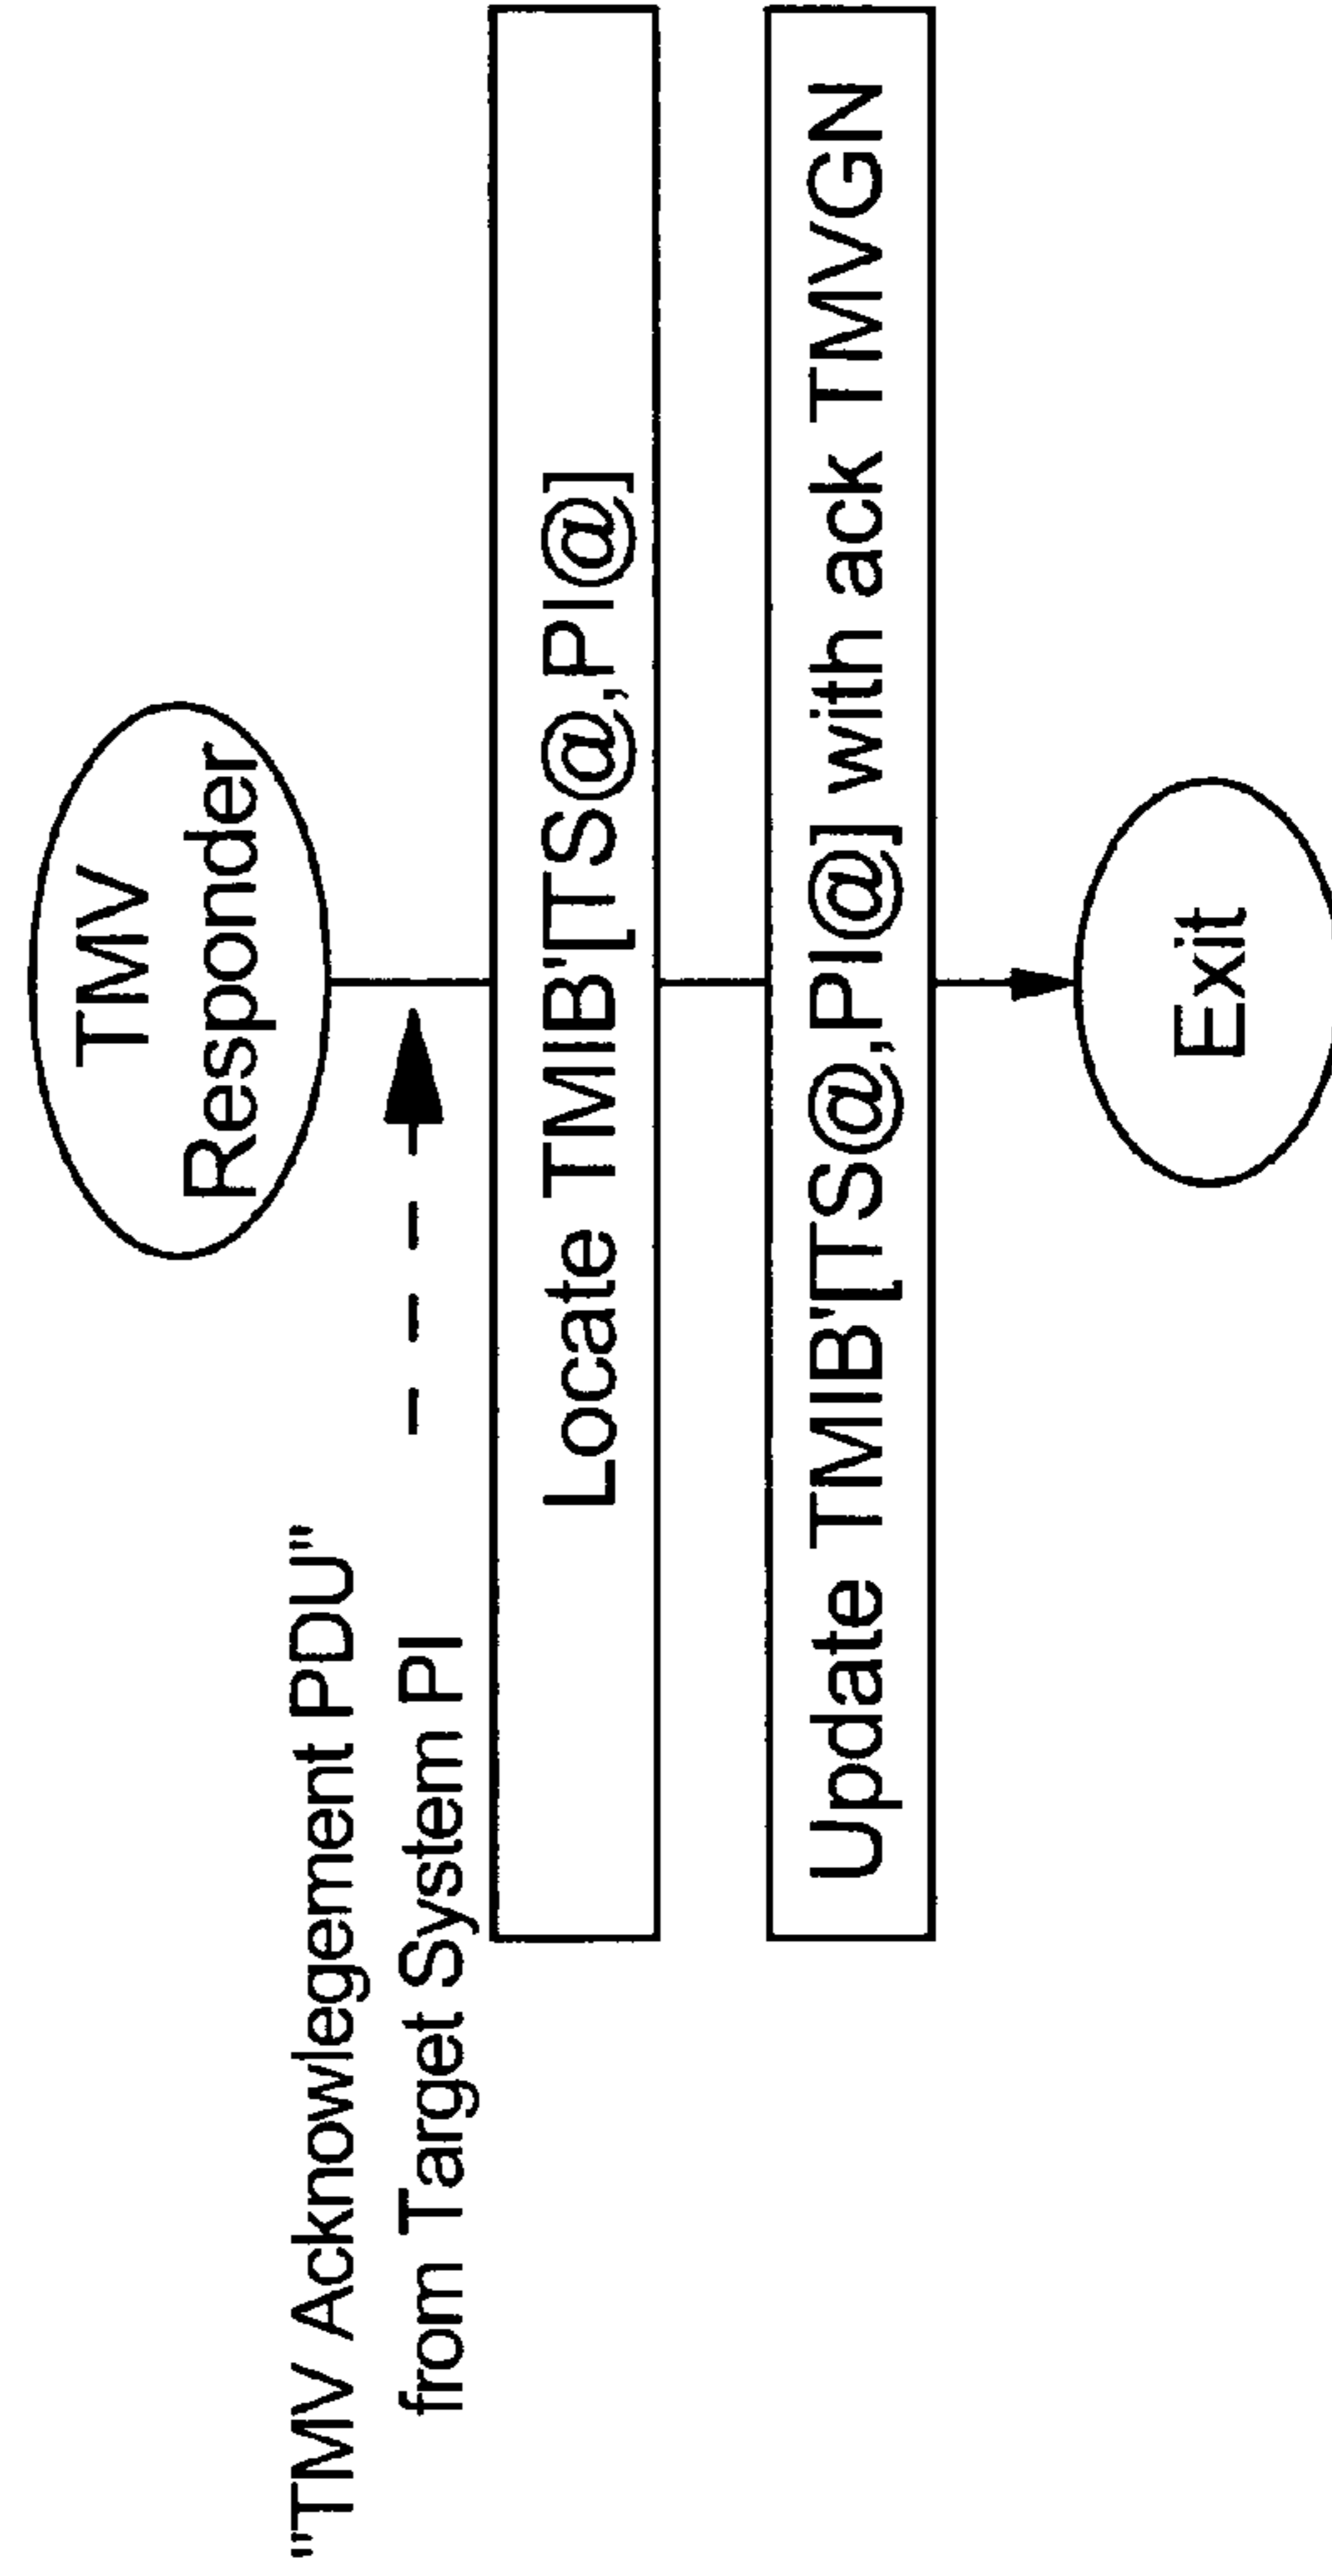 TMV
Responder
"TMV Acknowlegement PDU"
from Target System PI
Locate TMIB'[TS@,PI@]
Update TMIB'[TS@,PI@] with ack TMVGN
Exit